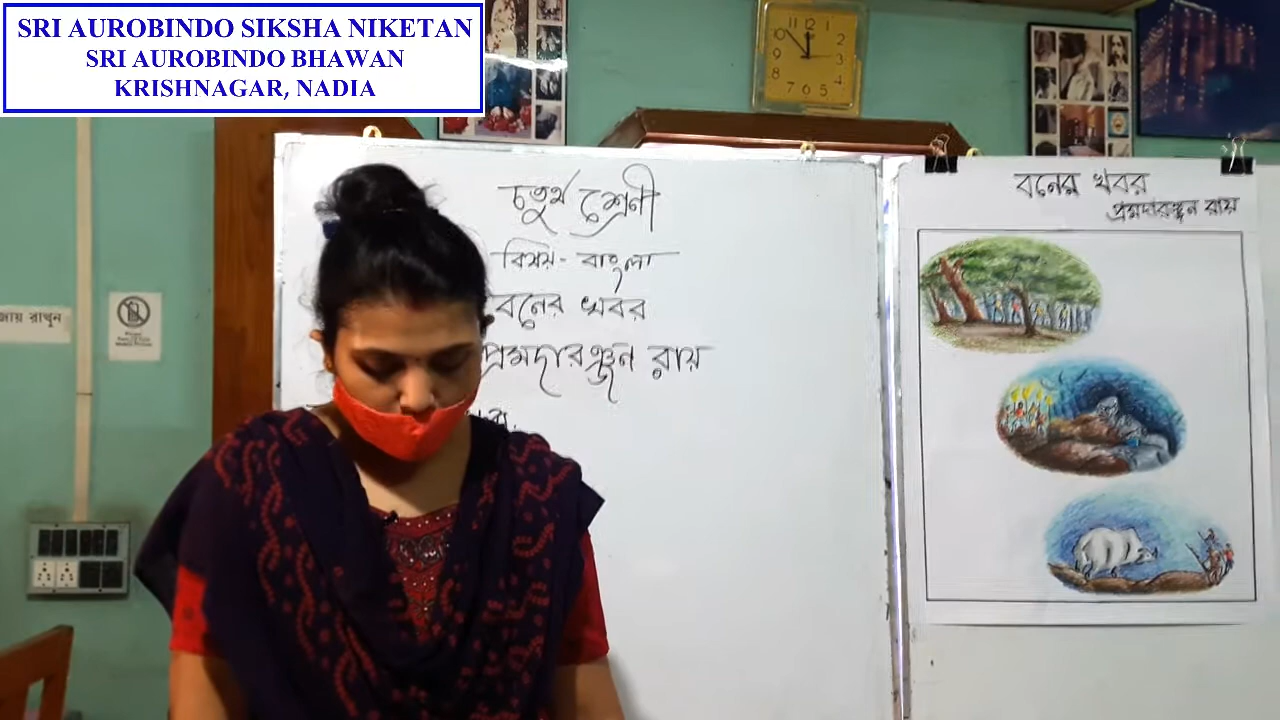 SRI AUROBINDO SIKSHA NIKETAN
SRI AUROBINDO BHAWAN
KRISHNAGAR, NADIA
চতুর্থ শ্রেণী
বিষয় - বাংলা
বনের খবর
প্রমদারঞ্জন রায়
বনের খবর
প্রমদারঞ্জন রায়
রাখুন